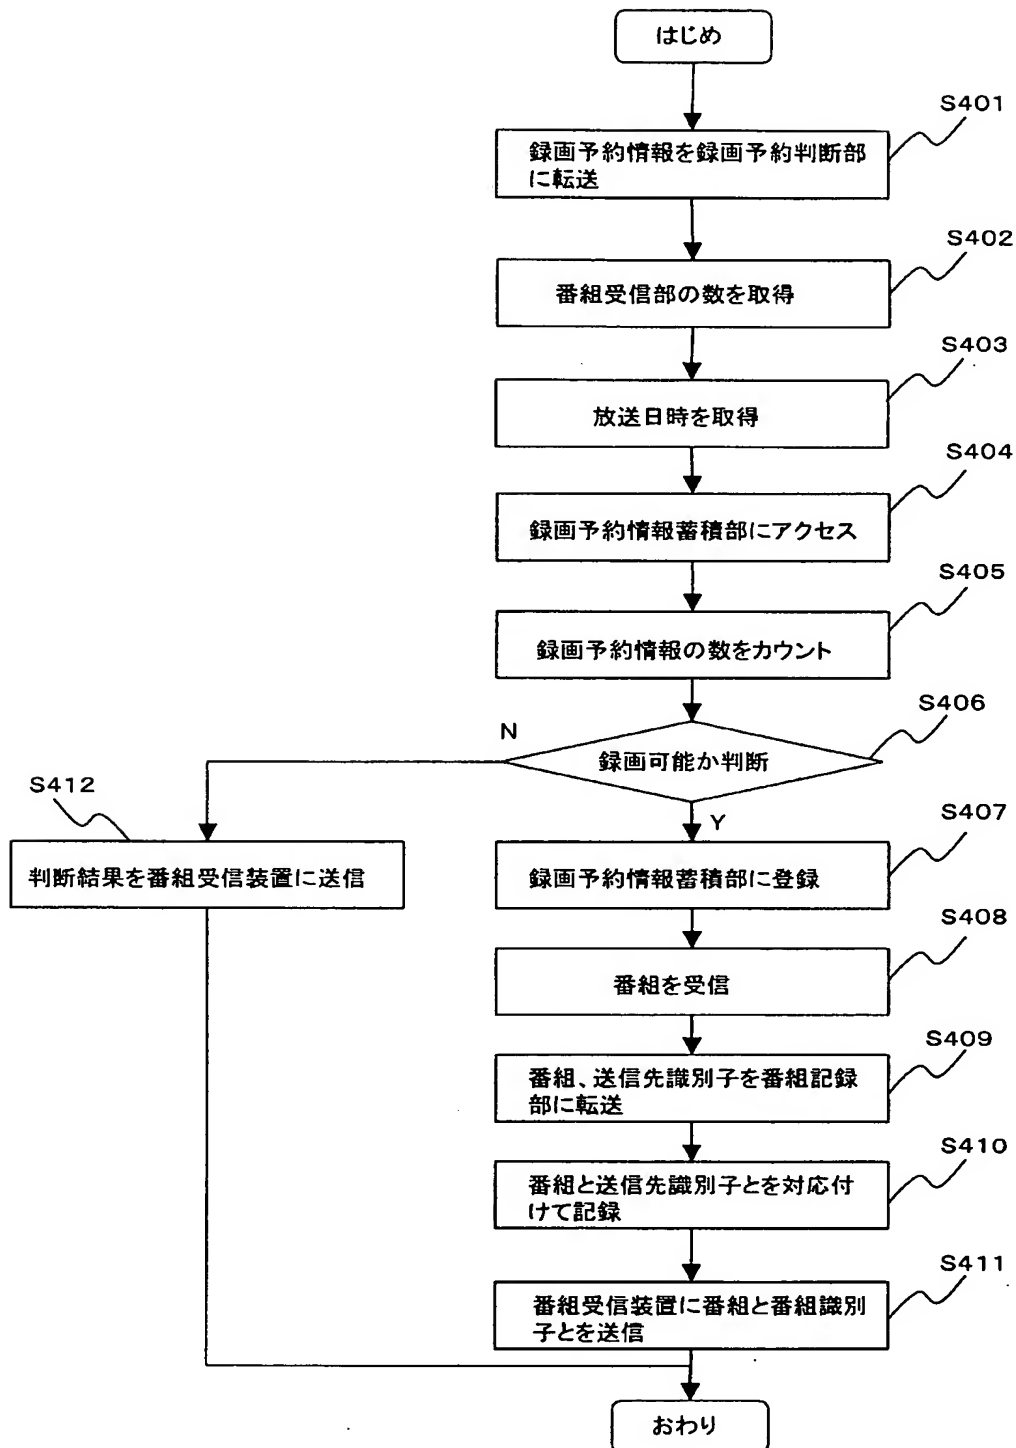 はじめ
S401
録画予約情報を録画予約判断部
に転送
S402
番組受信部の数を取得
S403
放送日時を取得
S404
録画予約情報蓄積部にアクセス
S405
録画予約情報の数をカウント
S406
N
録画可能か判断
S412
Y
S407
判断結果を番組受信装置に送信
録画予約情報蓄積部に登録
S408
番組を受信
S409
番組、送信先識別子を番組記録
部に転送
S410
番組と送信先識別子とを対応付
けて記録
S411
番組受信装置に番組と番組識別
子とを送信
おわり